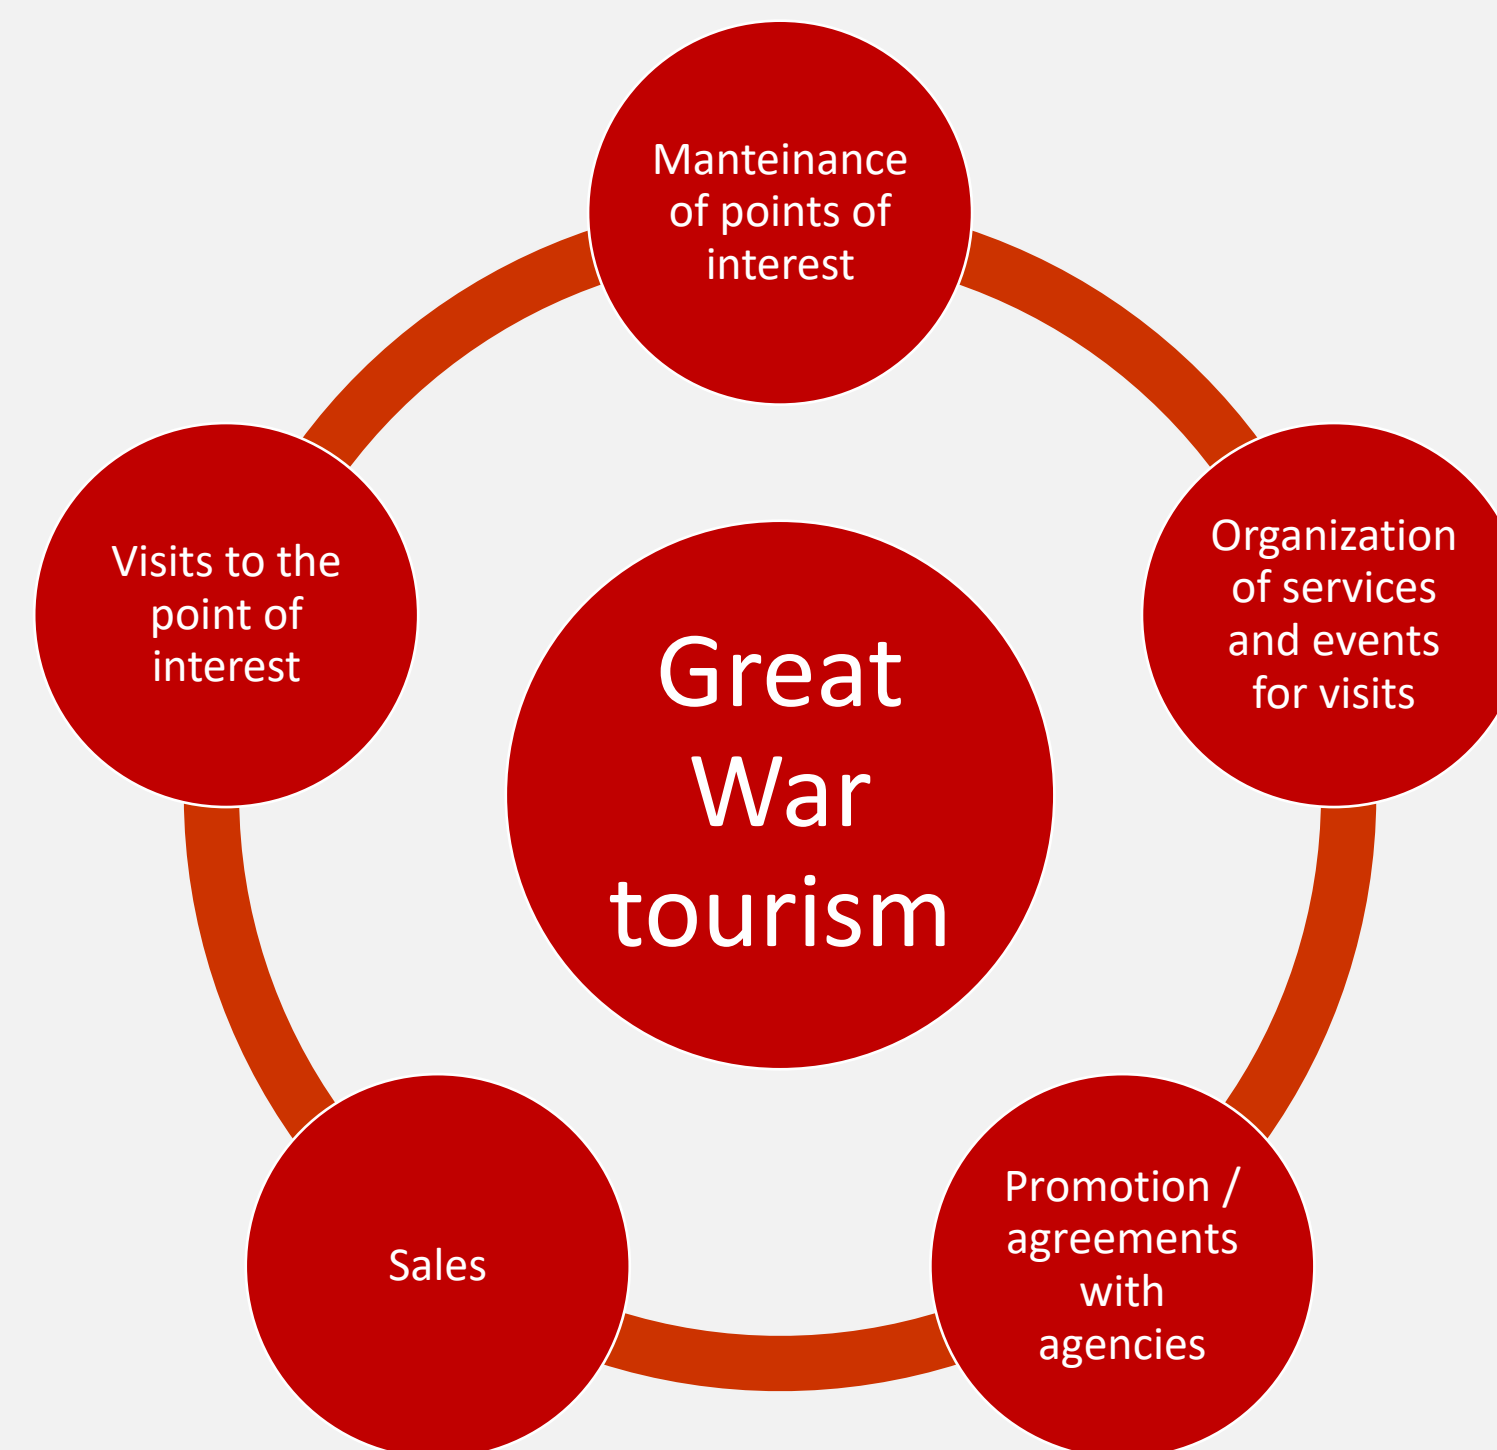 Manteinance
of points of
interest
Organization
of services
and events
for visits
Promotion /
agreements
with
agencies
Sales
Visits to the
point of
interest
Great
War
tourism